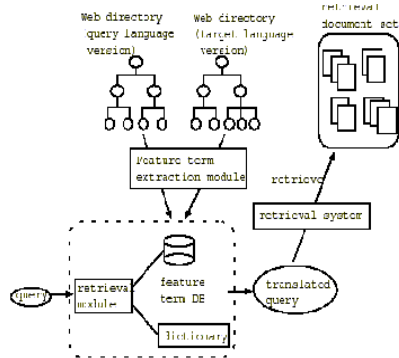 Web directory
query language
version)
Web directory
(target language
version)
retrieval
document set
Feature term
extraction module
retrieve
retrieval system
query
retrieval
module
feature
term DB
dictionary
translated
query